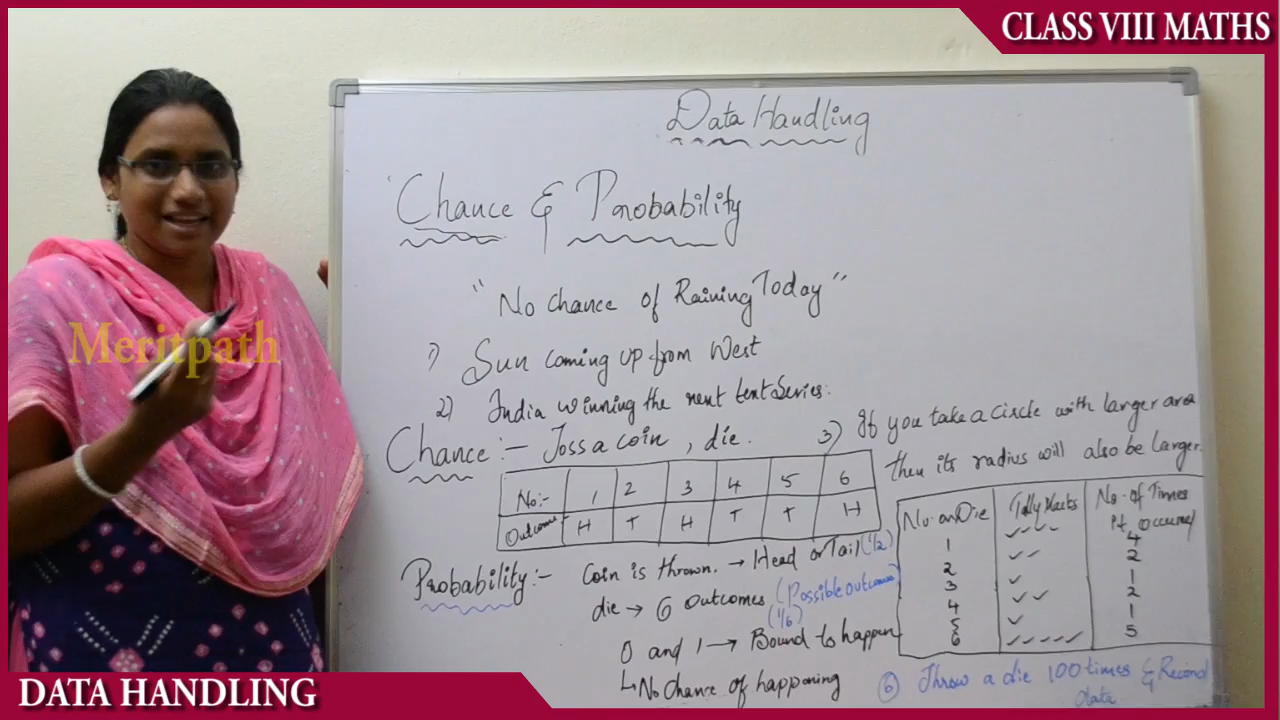 CLASS VIII MATHS
Data Handling
Chance & Probability
"No chance of Raining Today"
1) Sun coming up from West
2) India winning the next test Series.
Chance :- Toss a coin, die.
3) If you take a circle with larger area
then its radius will also be larger.
No:- 1 2 3 4 5 6
Outcomes H T H T T H
No. on Die Tally Marks No. of Times
It occurred
1 ✓✓✓✓ 4
2 ✓✓ 2
3 ✓ 1
4 ✓✓ 2
5 ✓ 1
6 ✓✓✓✓✓ 5
Probability :- Coin is thrown. → Head or Tail (1/2)
die → 6 outcomes (Possible outcomes)
(1/6)
0 and 1 → Bound to happen
↳ No Chance of happening
6 Throw a die 100 times & Record
data
Meritpath
DATA HANDLING